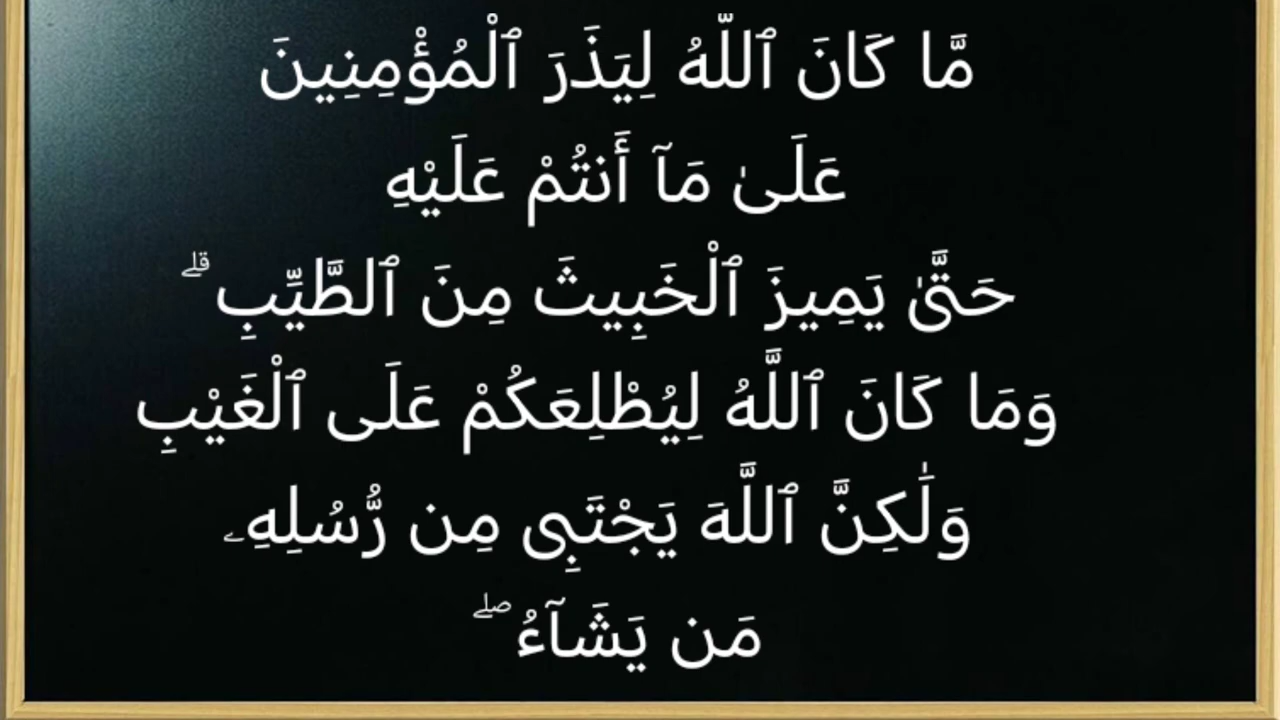 مَّا كَانَ ٱللَّهُ لِيَذَرَ ٱلْمُؤْمِنِينَ
عَلَىٰ مَآ أَنتُمْ عَلَيْهِ
حَتَّىٰ يَمِيزَ ٱلْخَبِيثَ مِنَ ٱلطَّيِّبِ ۗ
وَمَا كَانَ ٱللَّهُ لِيُطْلِعَكُمْ عَلَى ٱلْغَيْبِ
وَلَٰكِنَّ ٱللَّهَ يَجْتَبِى مِن رُّسُلِهِۦ
مَن يَشَآءُ ۖ